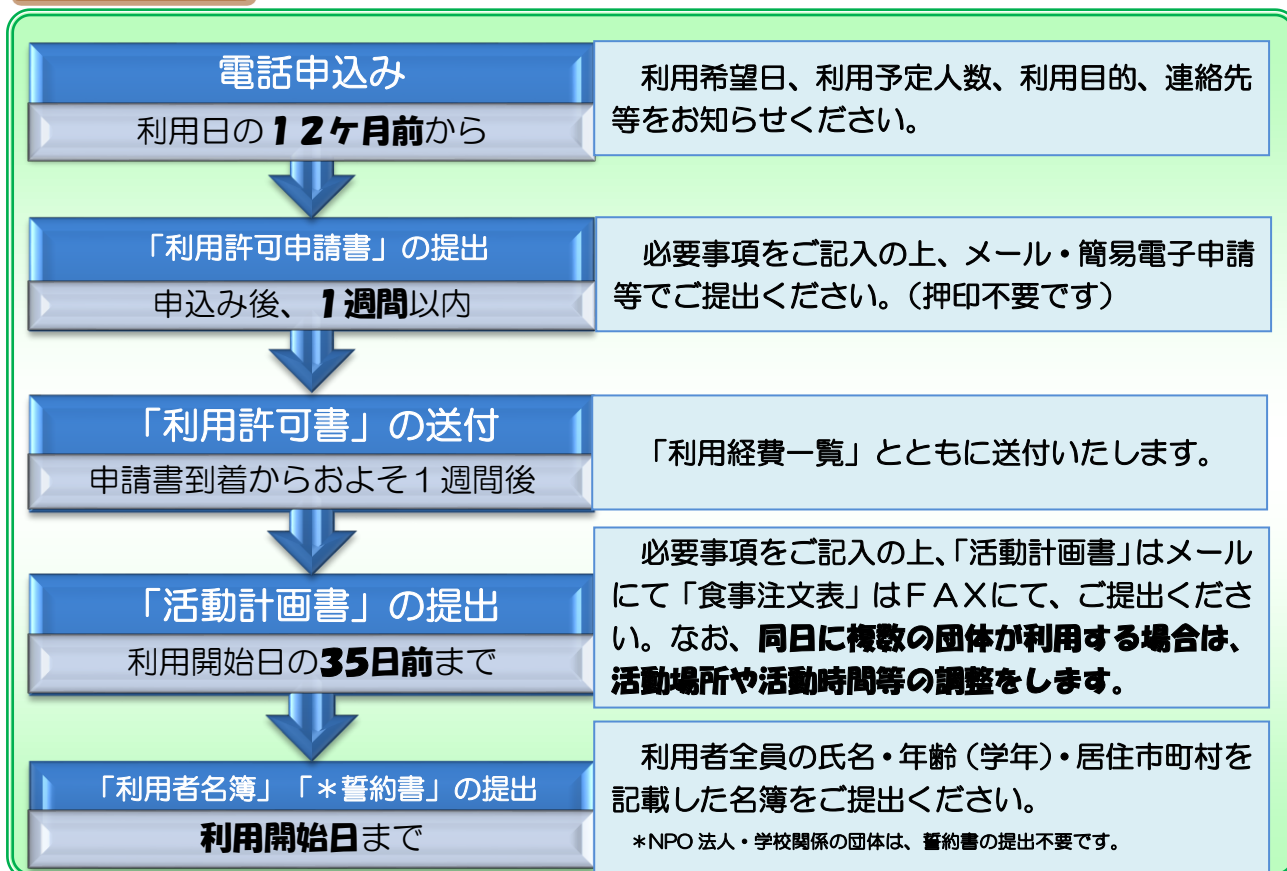 電話申込み
利用日の12ケ月前から
利用希望日、利用予定人数、利用目的、連絡先
等をお知らせください。
「利用許可申請書」の提出
申込み後、1週間以内
必要事項をご記入の上、メール・簡易電子申請
等でご提出ください。(押印不要です)
「利用許可書」の送付
申請書到着からおよそ1週間後
「利用経費一覧」とともに送付いたします。
「活動計画書」の提出
利用開始日の35日前まで
必要事項をご記入の上、「活動計画書」はメール
にて「食事注文表」はFAXにて、ご提出くださ
い。なお、同日に複数の団体が利用する場合は、
活動場所や活動時間等の調整をします。
「利用者名簿」「*誓約書」の提出
利用開始日まで
利用者全員の氏名・年齢(学年)・居住市町村を
記載した名簿をご提出ください。
*NPO法人・学校関係の団体は、誓約書の提出不要です。